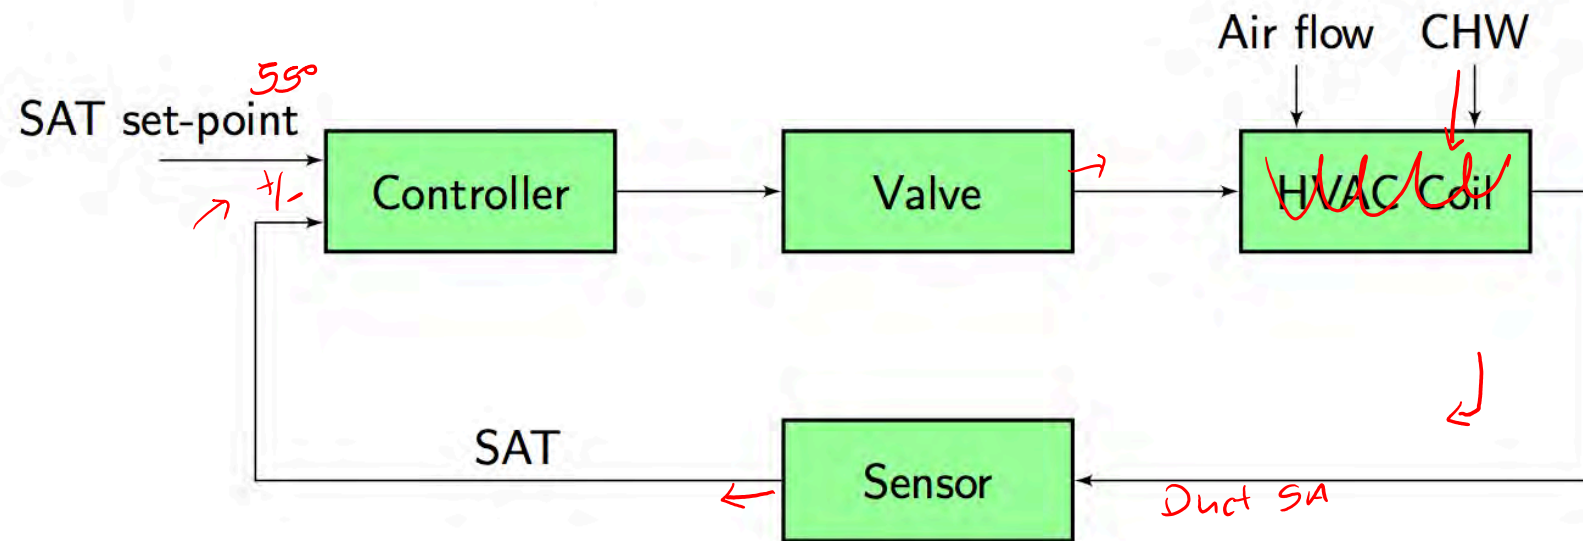 Air flow CHW
55°
SAT set-point
+/-
Controller
Valve
HVAC Coil
SAT
Sensor
Duct SA